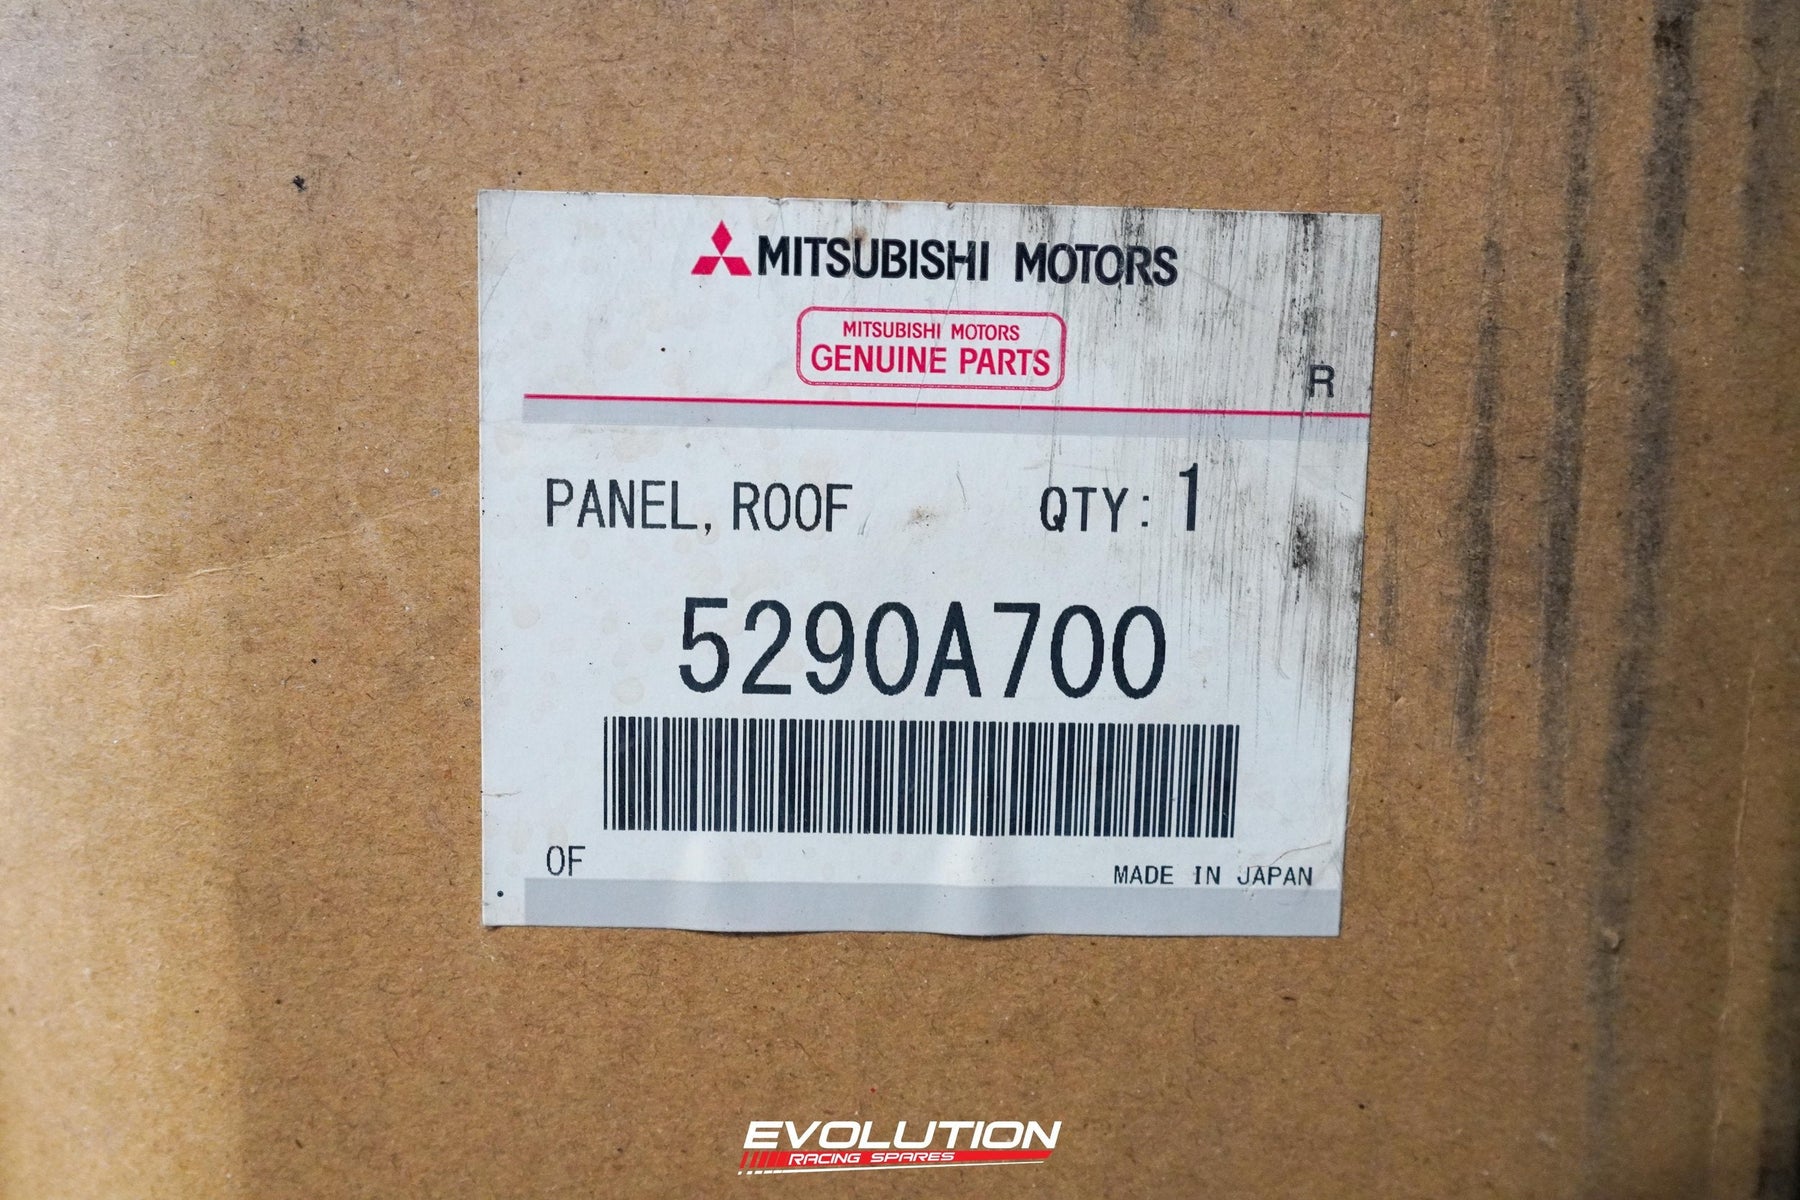 MITSUBISHI MOTORS
MITSUBISHI MOTORS
GENUINE PARTS
R
PANEL, ROOF QTY: 1
5290A700
OF
MADE IN JAPAN
EVOLUTION
RACING SPARES